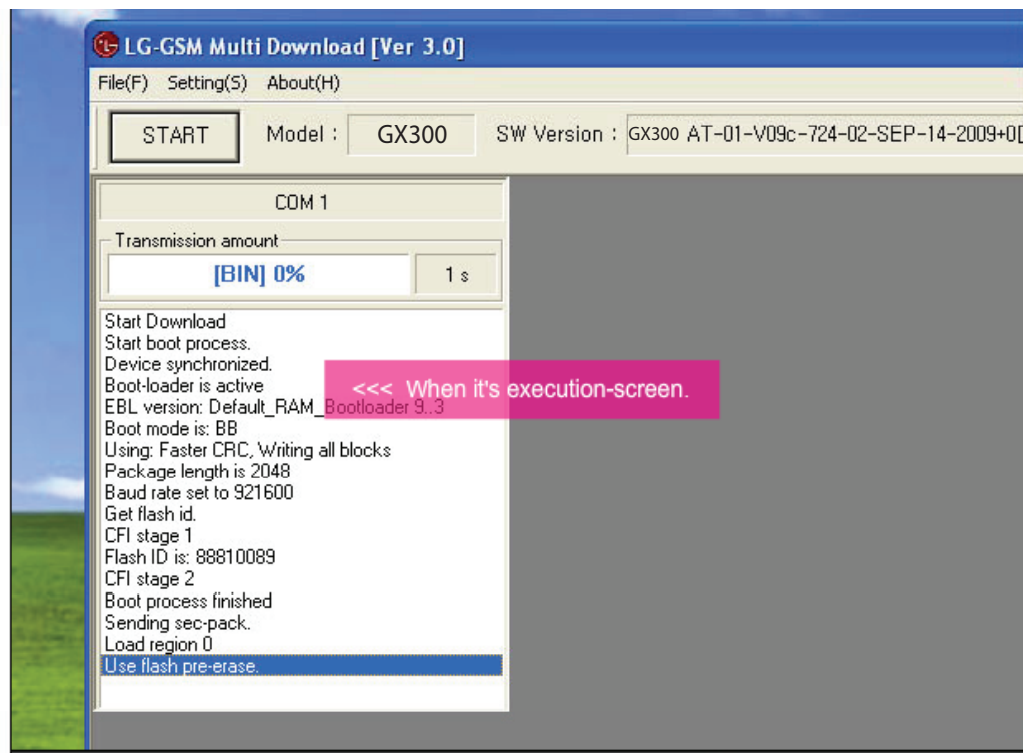 LG-GSM Multi Download [Ver 3.0]
File(F) Setting(S) About(H)
START Model : GX300 SW Version : GX300 AT-01-V09c-724-02-SEP-14-2009+0
COM 1
Transmission amount
[BIN] 0% 1 s
Start Download
Start boot process.
Device synchronized.
Boot-loader is active
<<< When it's execution-screen.
EBL version: Default_RAM_Bootloader 9..3
Boot mode is: BB
Using: Faster CRC, Writing all blocks
Package length is 2048
Baud rate set to 921600
Get flash id.
CFI stage 1
Flash ID is: 88810089
CFI stage 2
Boot process finished
Sending sec-pack.
Load region 0
Use flash pre-erase.